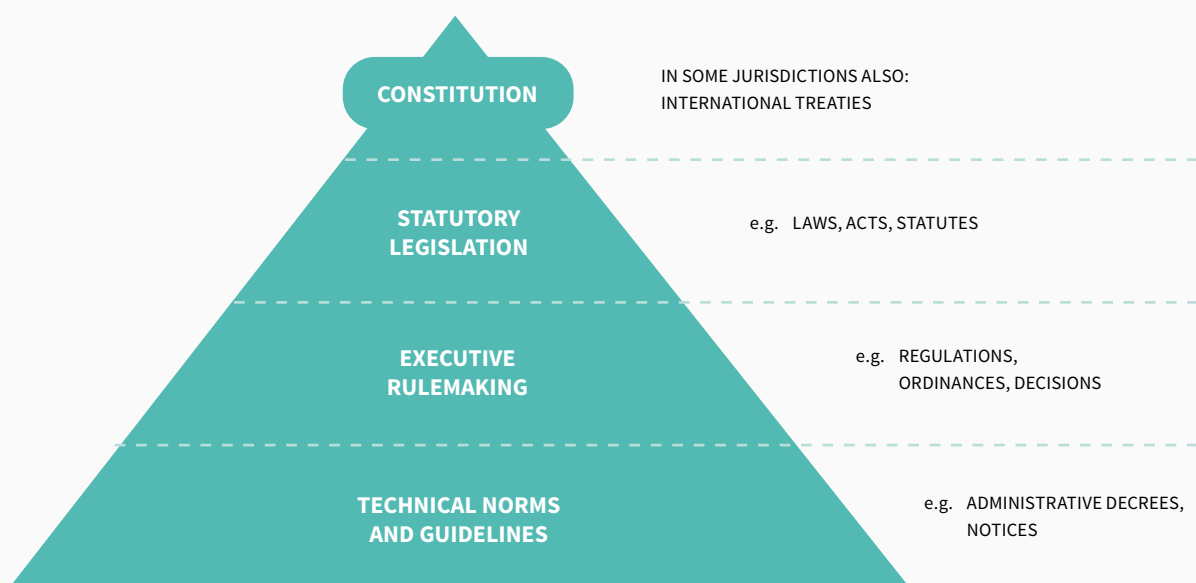 CONSTITUTION
IN SOME JURISDICTIONS ALSO:
INTERNATIONAL TREATIES
STATUTORY
LEGISLATION
e.g. LAWS, ACTS, STATUTES
EXECUTIVE
RULEMAKING
e.g. REGULATIONS,
ORDINANCES, DECISIONS
TECHNICAL NORMS
AND GUIDELINES
e.g. ADMINISTRATIVE DECREES,
NOTICES